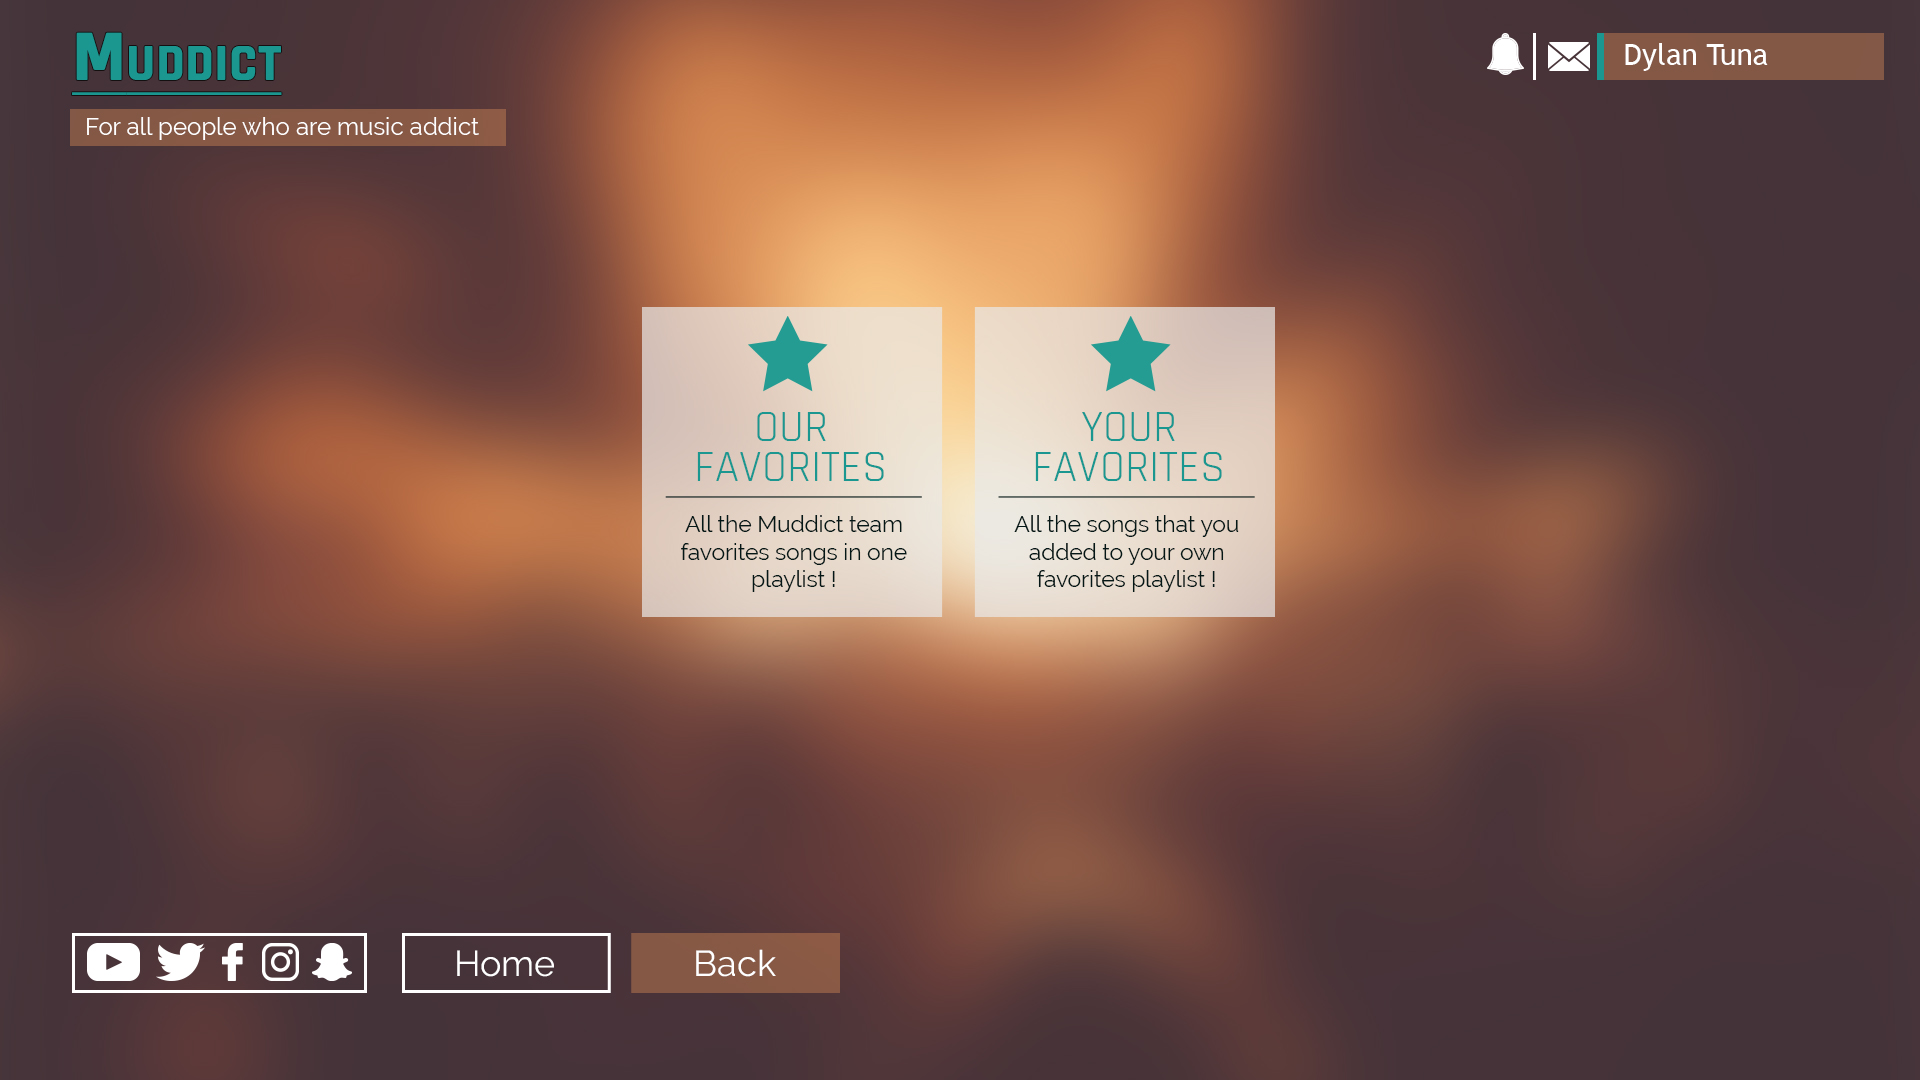 MUDDICT
For all people who are music addict
Dylan Tuna
OUR
FAVORITES
All the Muddict team
favorites songs in one
playlist !
YOUR
FAVORITES
All the songs that you
added to your own
favorites playlist !
Home
Back